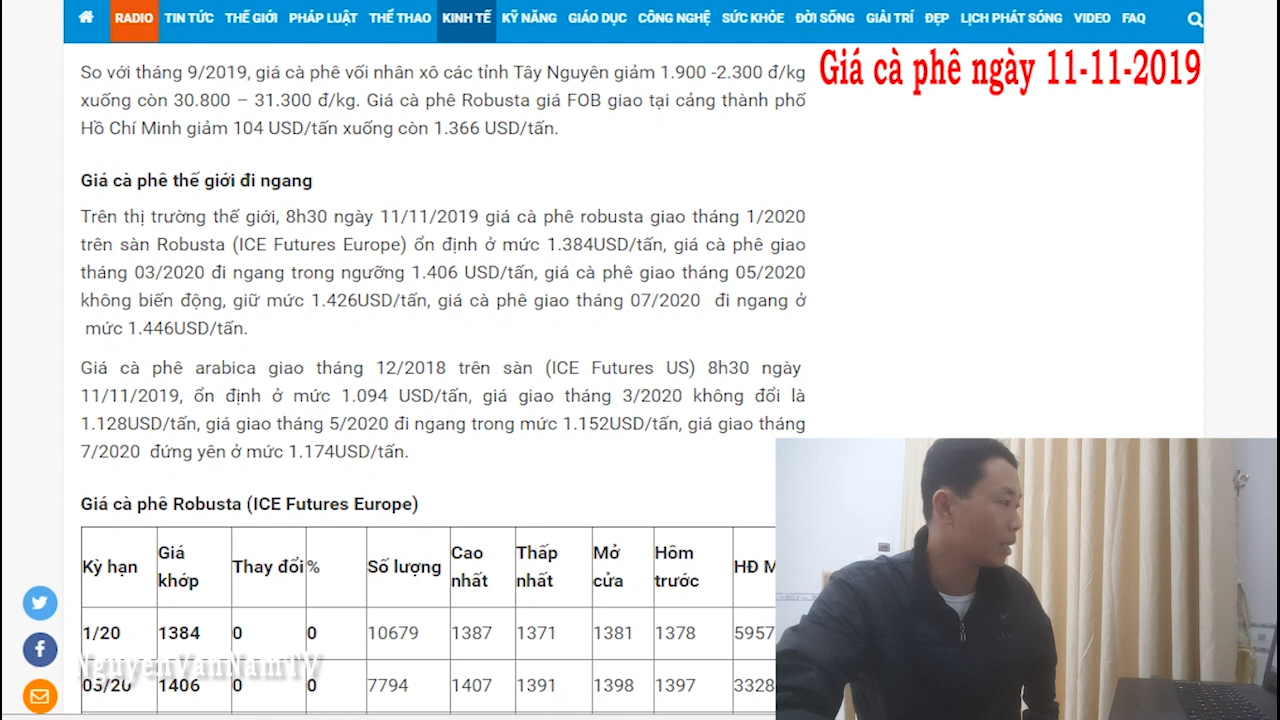 RADIO TIN TỨC THẾ GIỚI PHÁP LUẬT THỂ THAO KINH TẾ KỸ NĂNG GIÁO DỤC CÔNG NGHỆ SỨC KHỎE ĐỜI SỐNG GIẢI TRÍ ĐẸP LỊCH PHÁT SÓNG VIDEO FAQ
Giá cà phê ngày 11-11-2019
So với tháng 9/2019, giá cà phê vối nhân xô các tỉnh Tây Nguyên giảm 1.900 -2.300 đ/kg
xuống còn 30.800 – 31.300 đ/kg. Giá cà phê Robusta giá FOB giao tại cảng thành phố
Hồ Chí Minh giảm 104 USD/tấn xuống còn 1.366 USD/tấn.
Giá cà phê thế giới đi ngang
Trên thị trường thế giới, 8h30 ngày 11/11/2019 giá cà phê robusta giao tháng 1/2020
trên sàn Robusta (ICE Futures Europe) ổn định ở mức 1.384USD/tấn, giá cà phê giao
tháng 03/2020 đi ngang trong ngưỡng 1.406 USD/tấn, giá cà phê giao tháng 05/2020
không biến động, giữ mức 1.426USD/tấn, giá cà phê giao tháng 07/2020 đi ngang ở
mức 1.446USD/tấn.
Giá cà phê arabica giao tháng 12/2018 trên sàn (ICE Futures US) 8h30 ngày
11/11/2019, ổn định ở mức 1.094 USD/tấn, giá giao tháng 3/2020 không đổi là
1.128USD/tấn, giá giao tháng 5/2020 đi ngang trong mức 1.152USD/tấn, giá giao tháng
7/2020 đứng yên ở mức 1.174USD/tấn.
Giá cà phê Robusta (ICE Futures Europe)
Kỳ hạn Giá khớp Thay đổi % Số lượng Cao nhất Thấp nhất Mở cửa Hôm trước HĐ M
1/20 1384 0 0 10679 1387 1371 1381 1378 5957
NguyenVanNamTV
03/20 1406 0 0 7794 1407 1391 1398 1397 3328